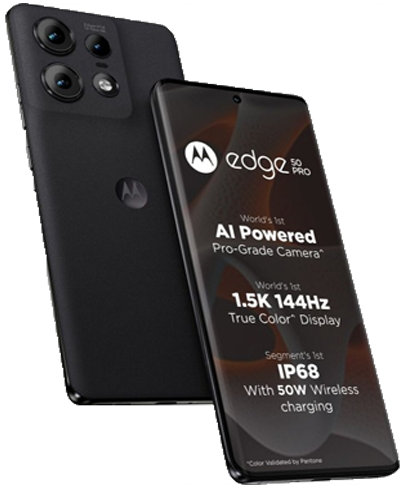 edge 50 PRO
World's 1st
AI Powered
Pro-Grade Camera^
World's 1st
1.5K 144Hz
True Color^ Display
Segment's 1st
IP68
With 50W Wireless
charging
^Color Validated by Pantone